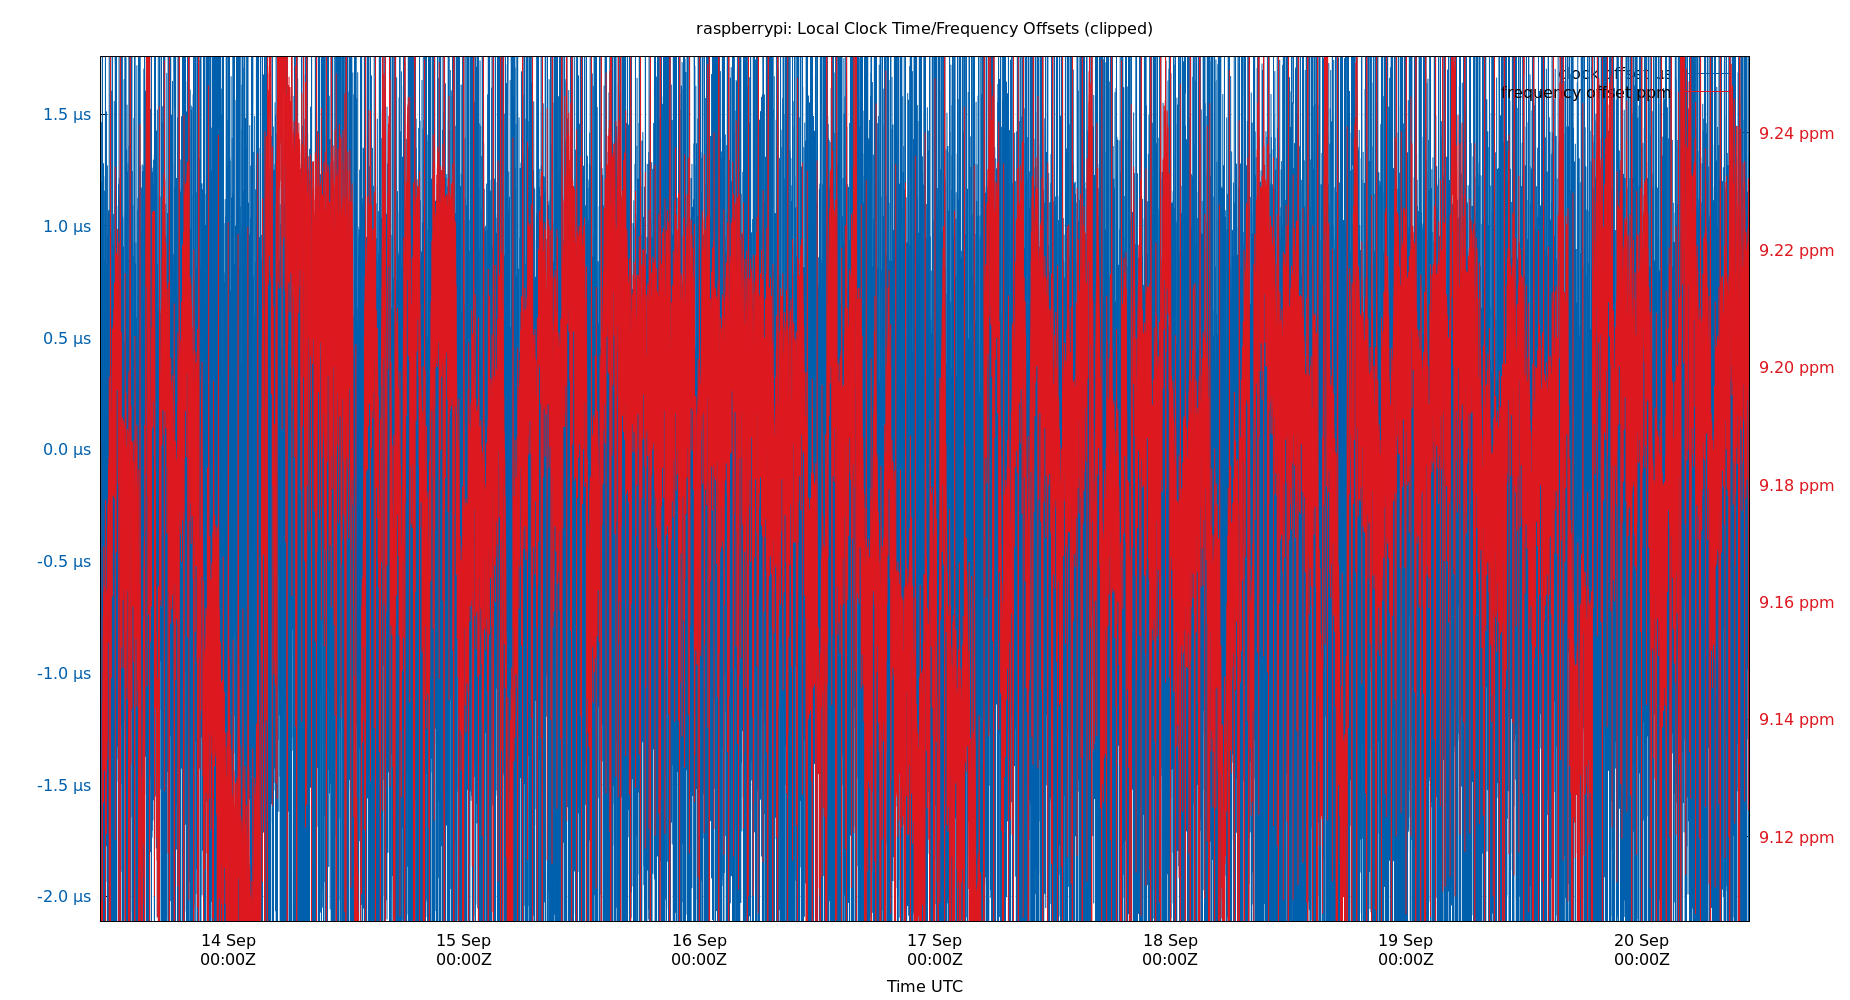 raspberrypi: Local Clock Time/Frequency Offsets (clipped)
clock offset µs
frequency offset ppm
1.5 µs
1.0 µs
0.5 µs
0.0 µs
-0.5 µs
-1.0 µs
-1.5 µs
-2.0 µs
9.24 ppm
9.22 ppm
9.20 ppm
9.18 ppm
9.16 ppm
9.14 ppm
9.12 ppm
14 Sep 15 Sep 16 Sep 17 Sep 18 Sep 19 Sep 20 Sep
00:00Z 00:00Z 00:00Z 00:00Z 00:00Z 00:00Z 00:00Z
Time UTC